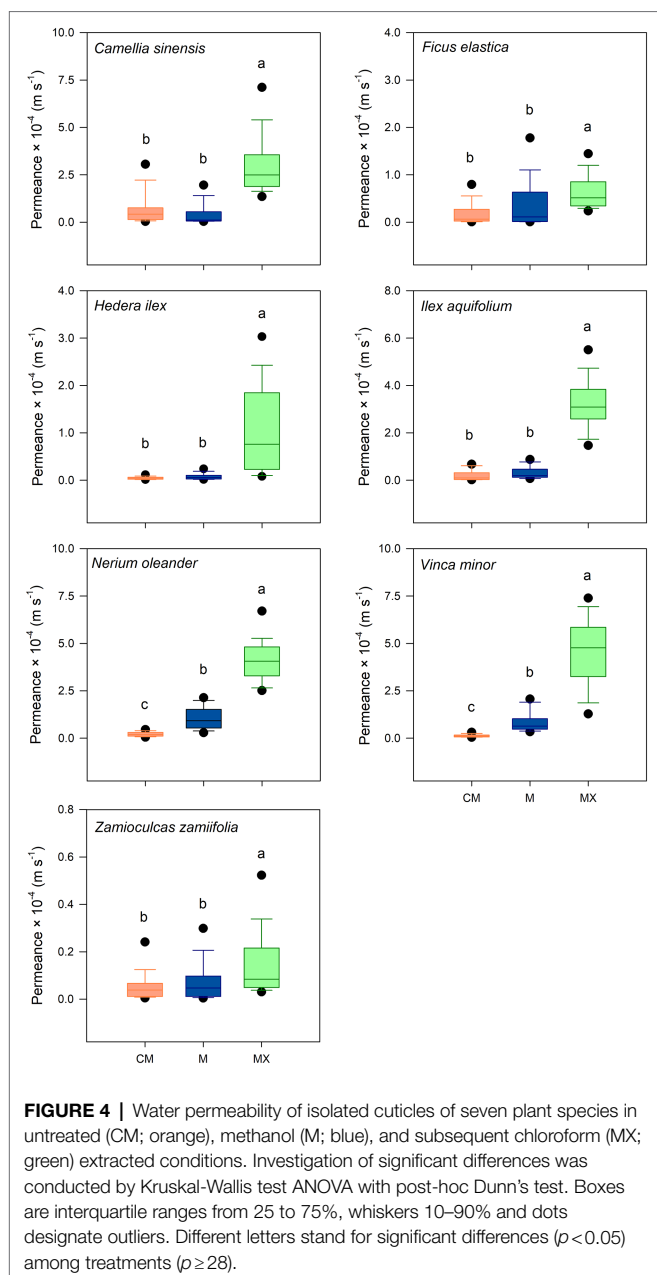 Camellia sinensis
Permeance × 10⁻⁴ (m s⁻¹)
10.0
7.5
5.0
2.5
0.0
b
b
a
Ficus elastica
Permeance × 10⁻⁴ (m s⁻¹)
4.0
3.0
2.0
1.0
0.0
b
b
a
Hedera ilex
Permeance × 10⁻⁴ (m s⁻¹)
4.0
3.0
2.0
1.0
0.0
b
b
a
Ilex aquifolium
Permeance × 10⁻⁴ (m s⁻¹)
8.0
6.0
4.0
2.0
0.0
b
b
a
Nerium oleander
Permeance × 10⁻⁴ (m s⁻¹)
10.0
7.5
5.0
2.5
0.0
c
b
a
Vinca minor
Permeance × 10⁻⁴ (m s⁻¹)
10.0
7.5
5.0
2.5
0.0
c
b
a
CM M MX
Zamioculcas zamiifolia
Permeance × 10⁻⁴ (m s⁻¹)
0.8
0.6
0.4
0.2
0.0
b
b
a
CM M MX
FIGURE 4 | Water permeability of isolated cuticles of seven plant species in
untreated (CM; orange), methanol (M; blue), and subsequent chloroform (MX;
green) extracted conditions. Investigation of significant differences was
conducted by Kruskal-Wallis test ANOVA with post-hoc Dunn's test. Boxes
are interquartile ranges from 25 to 75%, whiskers 10–90% and dots
designate outliers. Different letters stand for significant differences (p < 0.05)
among treatments (p ≥ 28).